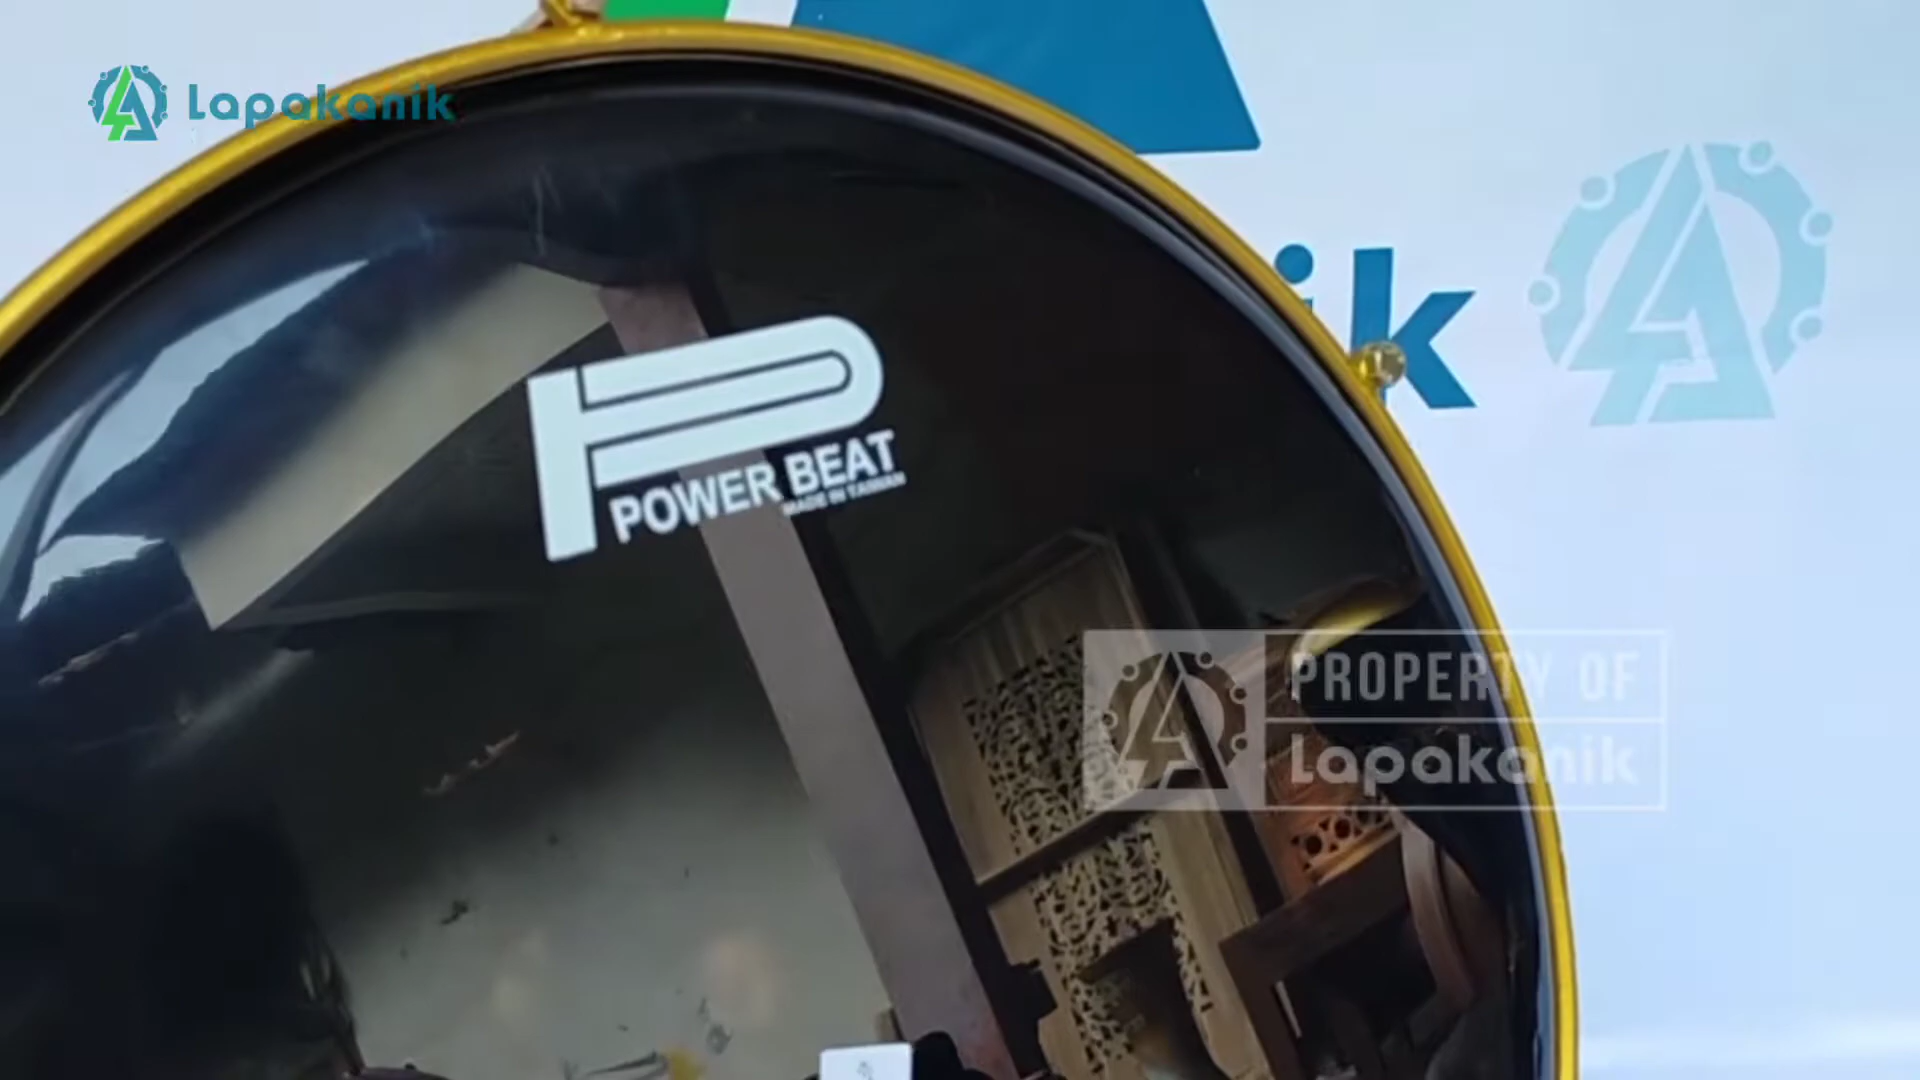 Lapakanik
ik
POWER BEAT
MADE IN TAIWAN
PROPERTY OF
Lapakanik